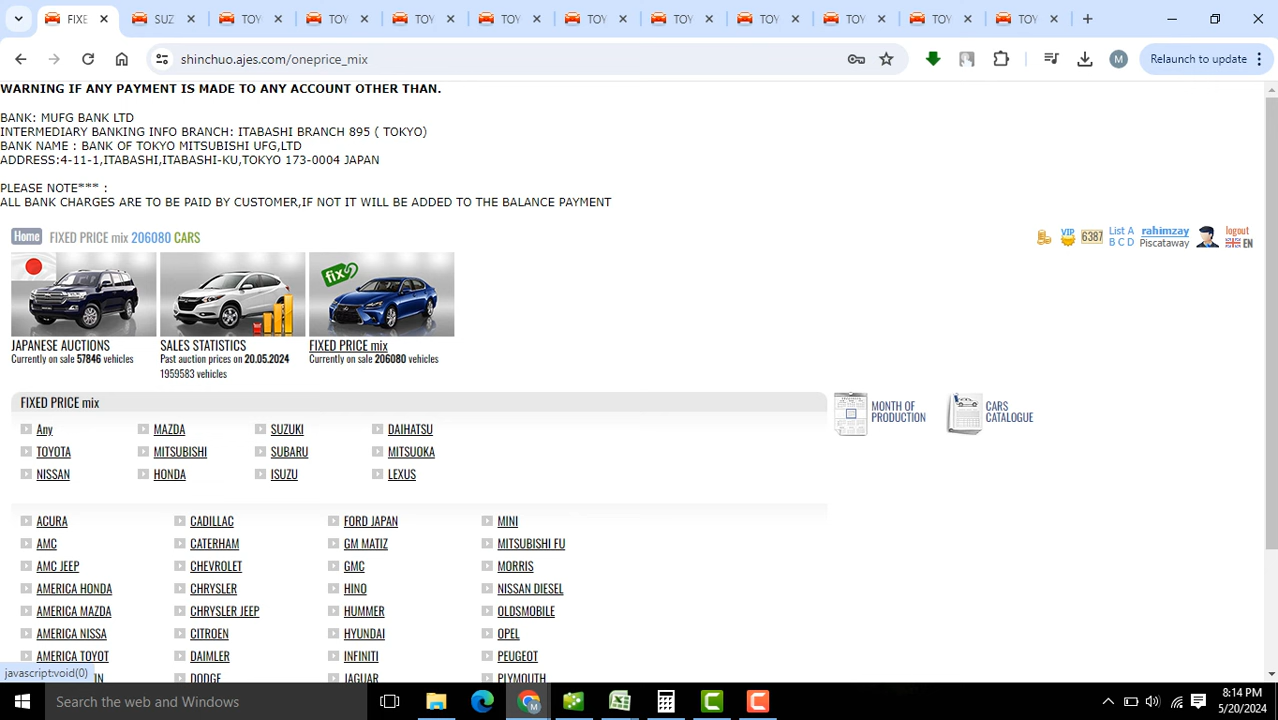 FIXE
SUZ
TOY
TOY
TOY
TOY
TOY
TOY
TOY
TOY
TOY
TOY
shinchuo.ajes.com/oneprice_mix
M
Relaunch to update
WARNING IF ANY PAYMENT IS MADE TO ANY ACCOUNT OTHER THAN.
BANK: MUFG BANK LTD
INTERMEDIARY BANKING INFO BRANCH: ITABASHI BRANCH 895 ( TOKYO)
BANK NAME : BANK OF TOKYO MITSUBISHI UFG,LTD
ADDRESS:4-11-1,ITABASHI,ITABASHI-KU,TOKYO 173-0004 JAPAN
PLEASE NOTE*** :
ALL BANK CHARGES ARE TO BE PAID BY CUSTOMER,IF NOT IT WILL BE ADDED TO THE BALANCE PAYMENT
Home FIXED PRICE mix 206080 CARS
VIP 6387 List A rahimzay logout
B C D Piscataway EN
fix
JAPANESE AUCTIONS SALES STATISTICS FIXED PRICE mix
Currently on sale 57846 vehicles Past auction prices on 20.05.2024 Currently on sale 206080 vehicles
1959583 vehicles
FIXED PRICE mix
MONTH OF PRODUCTION
CARS CATALOGUE
Any MAZDA SUZUKI DAIHATSU
TOYOTA MITSUBISHI SUBARU MITSUOKA
NISSAN HONDA ISUZU LEXUS
ACURA CADILLAC FORD JAPAN MINI
AMC CATERHAM GM MATIZ MITSUBISHI FU
AMC JEEP CHEVROLET GMC MORRIS
AMERICA HONDA CHRYSLER HINO NISSAN DIESEL
AMERICA MAZDA CHRYSLER JEEP HUMMER OLDSMOBILE
AMERICA NISSA CITROEN HYUNDAI OPEL
AMERICA TOYOT DAIMLER INFINITI PEUGEOT
DODGE JAGUAR PLYMOUTH
javascript:void(0)
Search the web and Windows
M
8:14 PM
5/20/2024